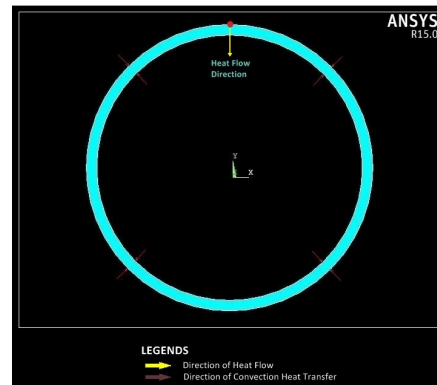 ANSYS
R15.0
Heat Flow
Direction
Y
X
LEGENDS
Direction of Heat Flow
Direction of Convection Heat Transfer